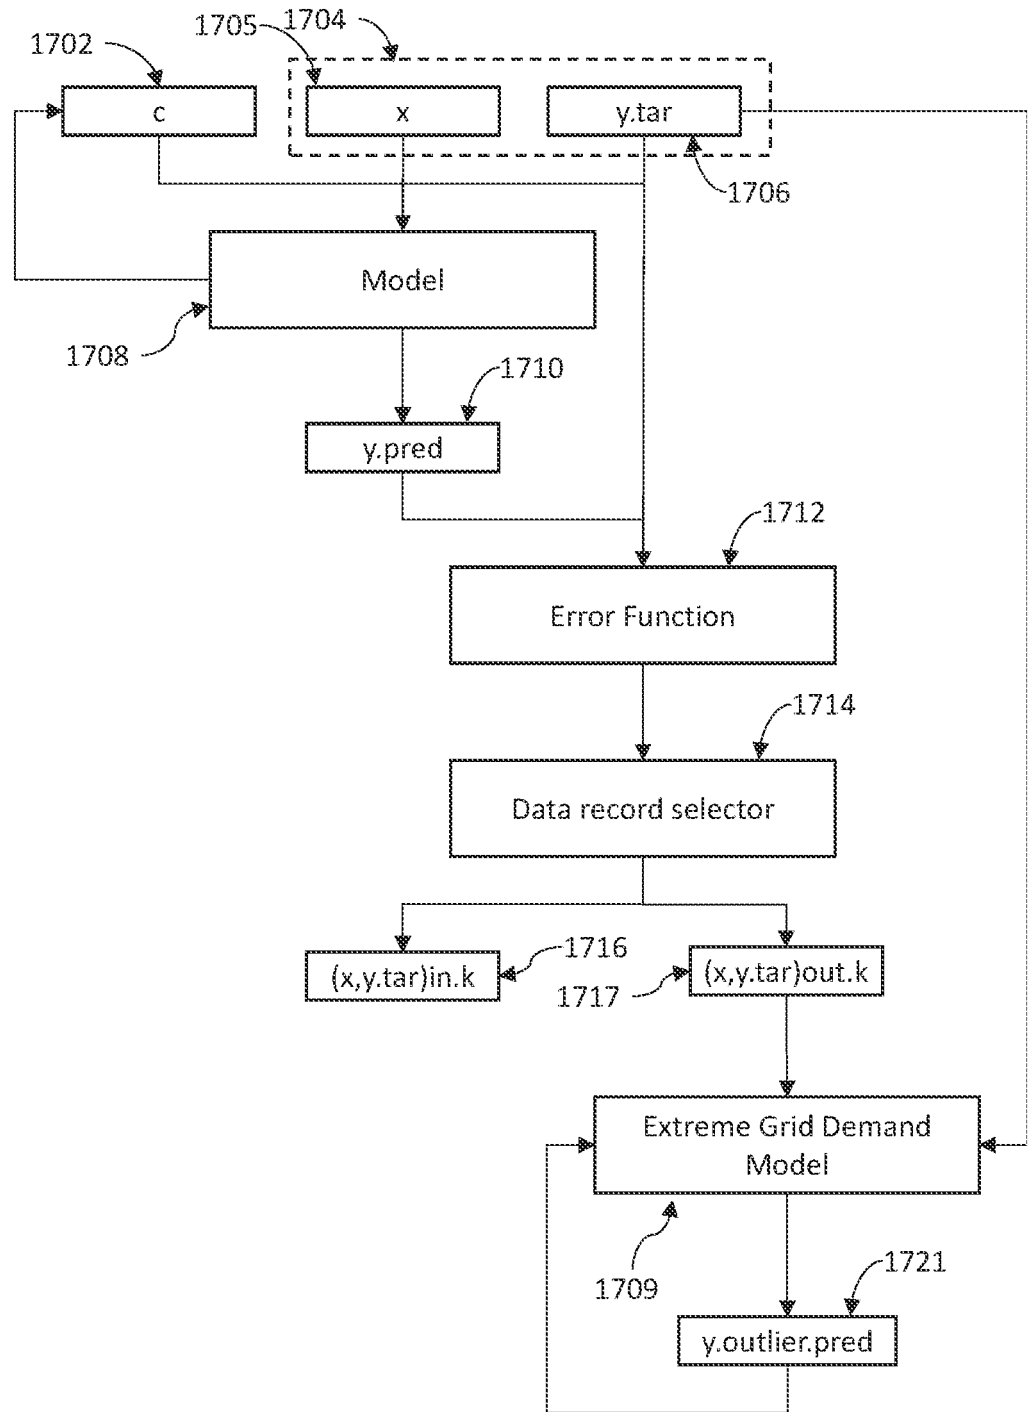 1705
1704
1702
c
x
y.tar
1706
Model
1708
1710
y.pred
1712
Error Function
1714
Data record selector
1716
(x,y.tar)in.k
(x,y.tar)out.k
1717
Extreme Grid Demand
Model
1709
1721
y.outlier.pred